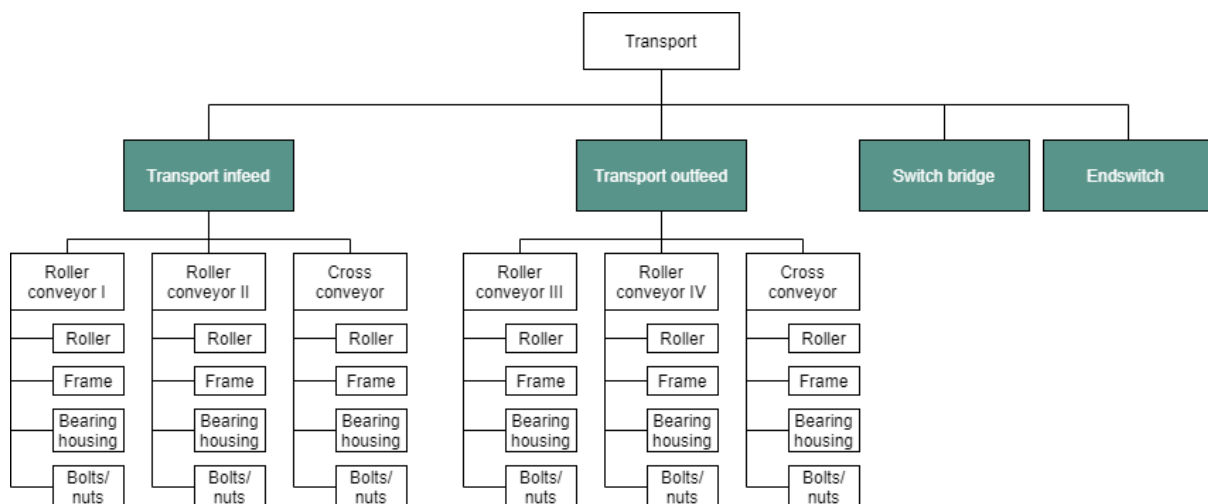 Transport
Transport infeed
Transport outfeed
Switch bridge
Endswitch
Roller
conveyor I
Roller
conveyor II
Cross
conveyor
Roller
conveyor III
Roller
conveyor IV
Cross
conveyor
Roller
Roller
Roller
Roller
Roller
Roller
Frame
Frame
Frame
Frame
Frame
Frame
Bearing
housing
Bearing
housing
Bearing
housing
Bearing
housing
Bearing
housing
Bearing
housing
Bolts/
nuts
Bolts/
nuts
Bolts/
nuts
Bolts/
nuts
Bolts/
nuts
Bolts/
nuts